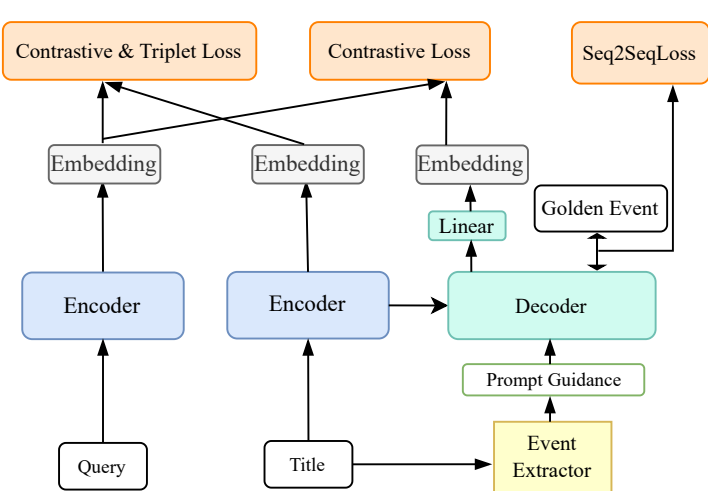 Contrastive & Triplet Loss
Contrastive Loss
Seq2SeqLoss
Embedding
Embedding
Embedding
Golden Event
Linear
Encoder
Encoder
Decoder
Prompt Guidance
Query
Title
Event
Extractor